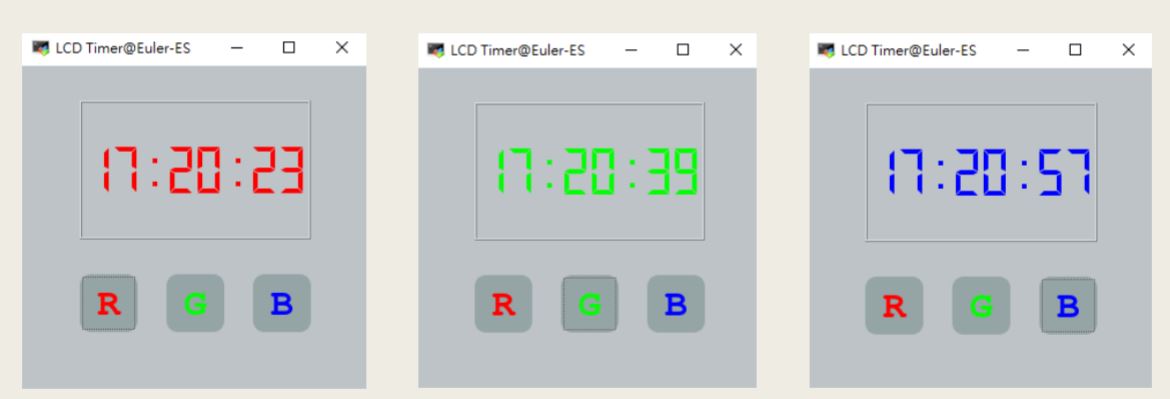 LCD Timer@Euler-ES
17:20:23
R G B
LCD Timer@Euler-ES
17:20:39
R G B
LCD Timer@Euler-ES
17:20:57
R G B